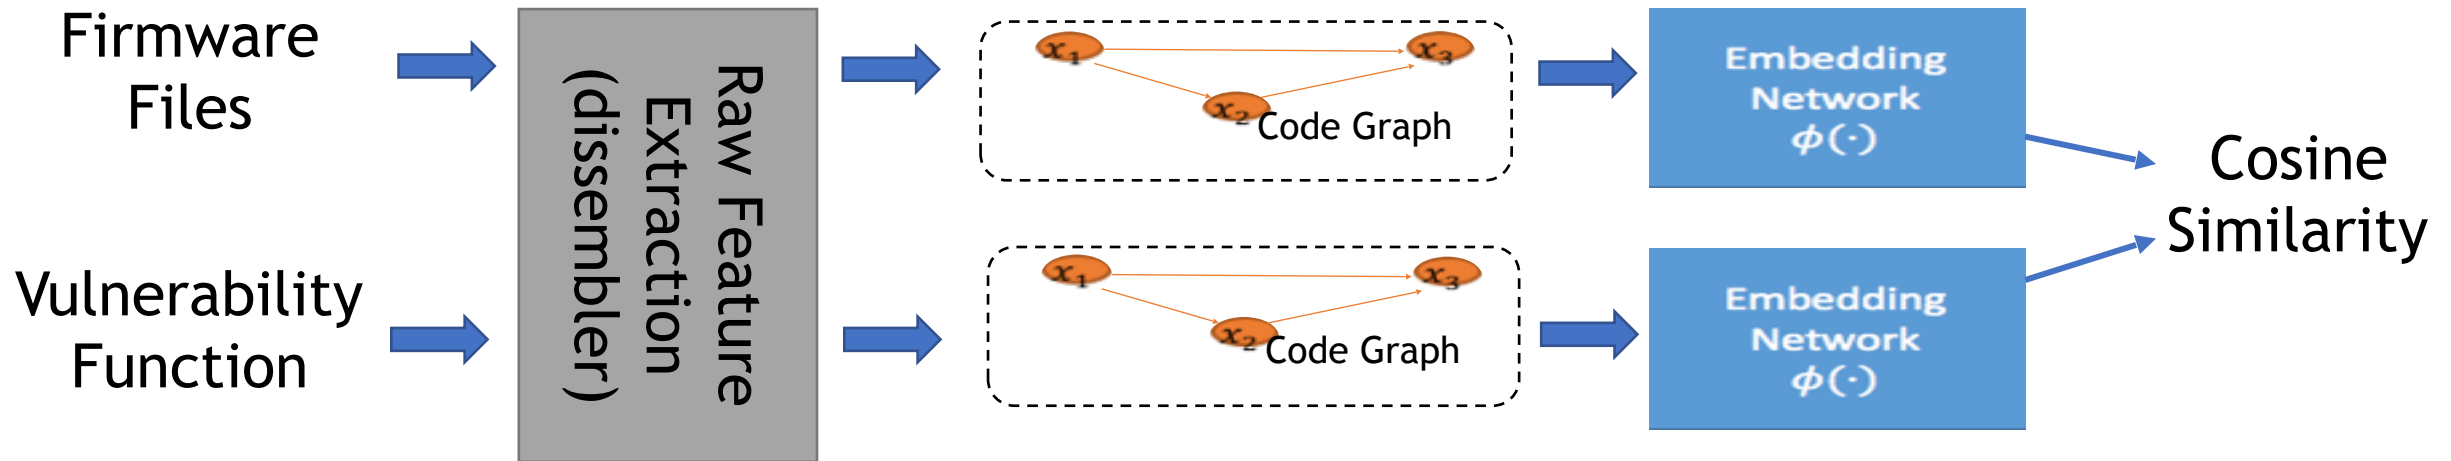 Firmware
Files
Vulnerability
Function
Raw Feature
Extraction
(dissembler)
x₁
x₃
x₂
Code Graph
x₁
x₃
x₂
Code Graph
Embedding
Network
ϕ(·)
Embedding
Network
ϕ(·)
Cosine
Similarity